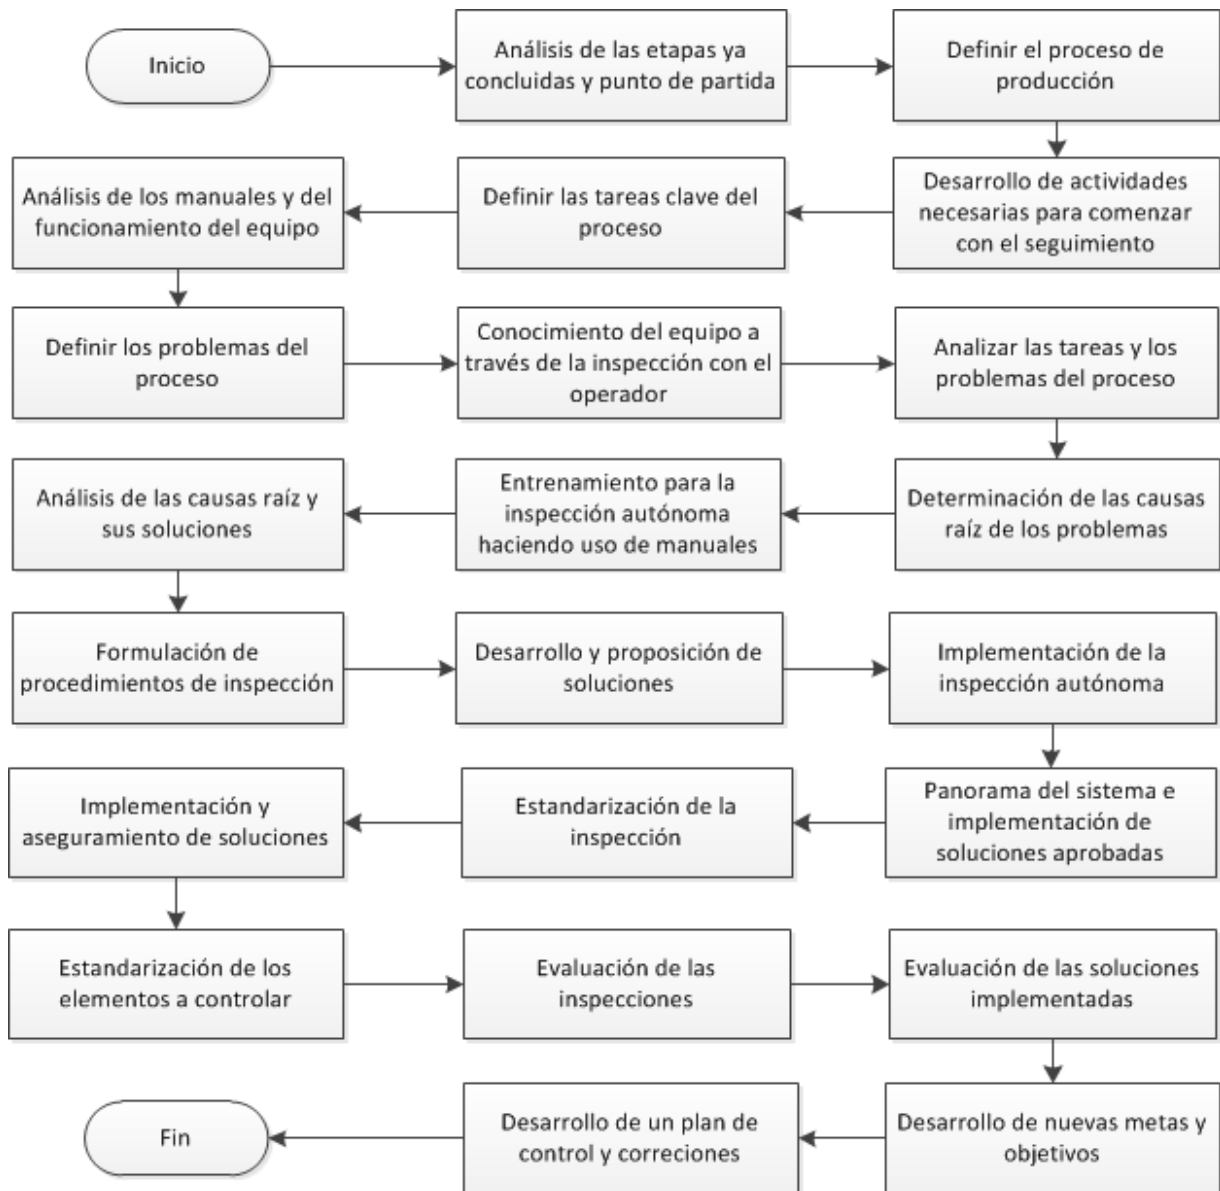 Inicio
Análisis de las etapas ya
concluidas y punto de partida
Definir el proceso de
producción
Desarrollo de actividades
necesarias para comenzar
con el seguimiento
Definir las tareas clave del
proceso
Análisis de los manuales y del
funcionamiento del equipo
Definir los problemas del
proceso
Conocimiento del equipo a
través de la inspección con el
operador
Analizar las tareas y los
problemas del proceso
Determinación de las causas
raíz de los problemas
Entrenamiento para la
inspección autónoma
haciendo uso de manuales
Análisis de las causas raíz y
sus soluciones
Formulación de
procedimientos de inspección
Desarrollo y proposición de
soluciones
Implementación de la
inspección autónoma
Panorama del sistema e
implementación de
soluciones aprobadas
Estandarización de la
inspección
Implementación y
aseguramiento de soluciones
Estandarización de los
elementos a controlar
Evaluación de las
inspecciones
Evaluación de las soluciones
implementadas
Desarrollo de nuevas metas y
objetivos
Desarrollo de un plan de
control y correciones
Fin